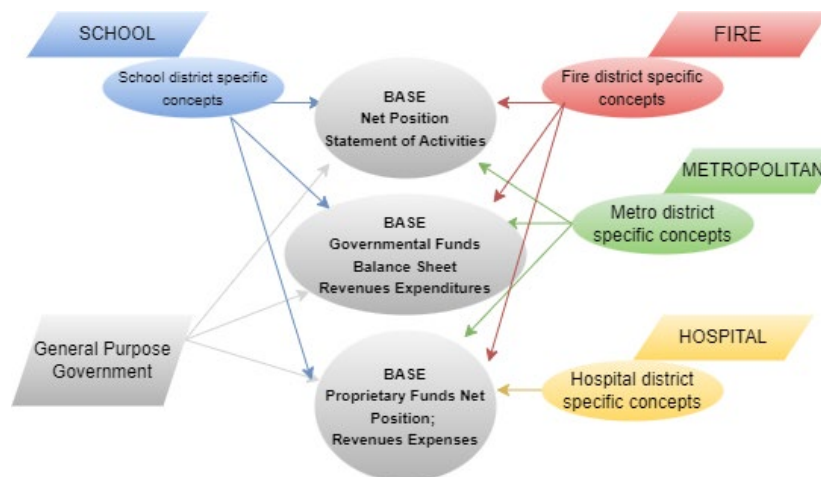 SCHOOL
School district specific
concepts
FIRE
Fire district specific
concepts
BASE
Net Position
Statement of Activities
METROPOLITAN
Metro district
specific concepts
BASE
Governmental Funds
Balance Sheet
Revenues Expenditures
General Purpose
Government
HOSPITAL
Hospital district
specific concepts
BASE
Proprietary Funds Net
Position;
Revenues Expenses